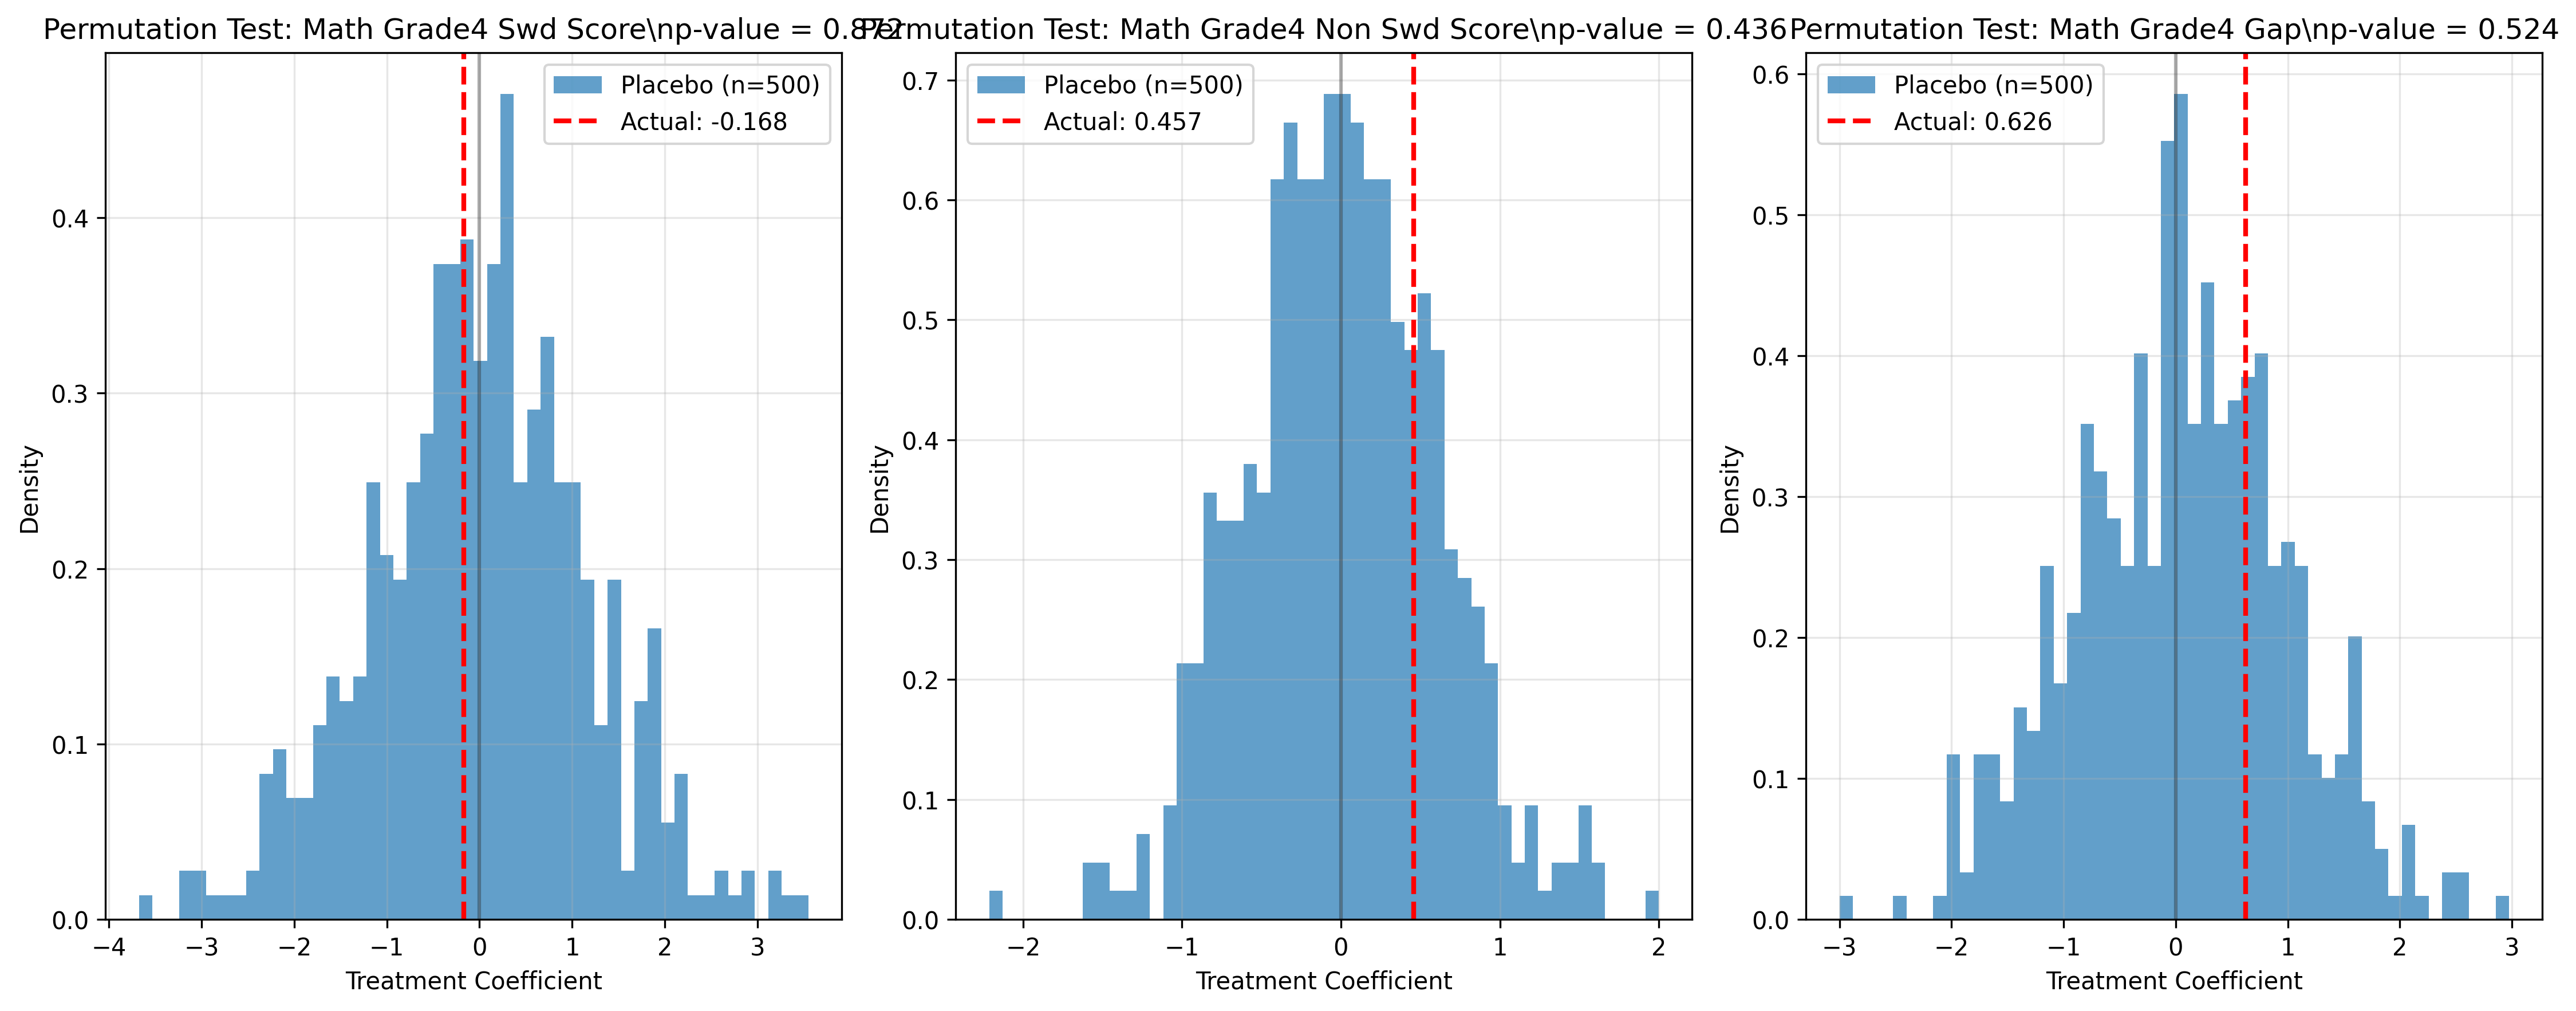 Permutation Test: Math Grade4 Swd Score\np-value = 0.872
Placebo (n=500)
Actual: -0.168
0.4
0.3
0.2
0.1
0.0
Density
−4 −3 −2 −1 0 1 2 3
Treatment Coefficient
Permutation Test: Math Grade4 Non Swd Score\np-value = 0.436
Placebo (n=500)
Actual: 0.457
0.7
0.6
0.5
0.4
0.3
0.2
0.1
0.0
Density
−2 −1 0 1 2
Treatment Coefficient
Permutation Test: Math Grade4 Gap\np-value = 0.524
Placebo (n=500)
Actual: 0.626
0.6
0.5
0.4
0.3
0.2
0.1
0.0
Density
−3 −2 −1 0 1 2 3
Treatment Coefficient